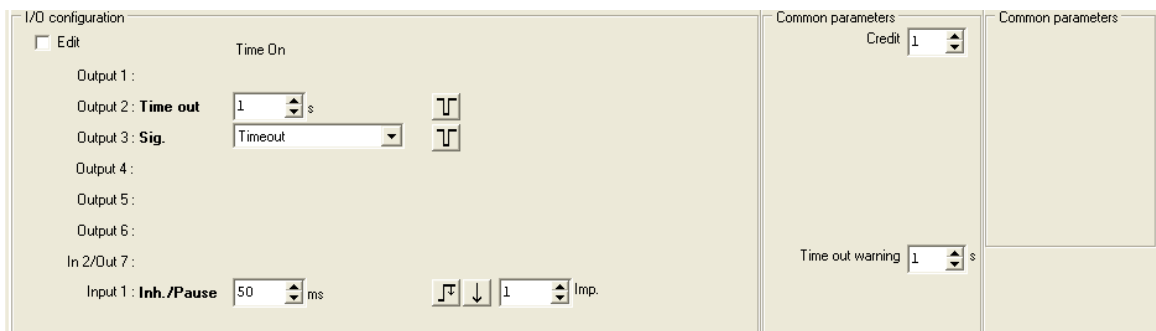 I/O configuration
Edit
Time On
Output 1 :
Output 2 : Time out 1 s
Output 3 : Sig. Timeout
Output 4 :
Output 5 :
Output 6 :
In 2/Out 7 :
Input 1 : Inh./Pause 50 ms 1 Imp.
Common parameters
Credit 1
Time out warning 1 s
Common parameters